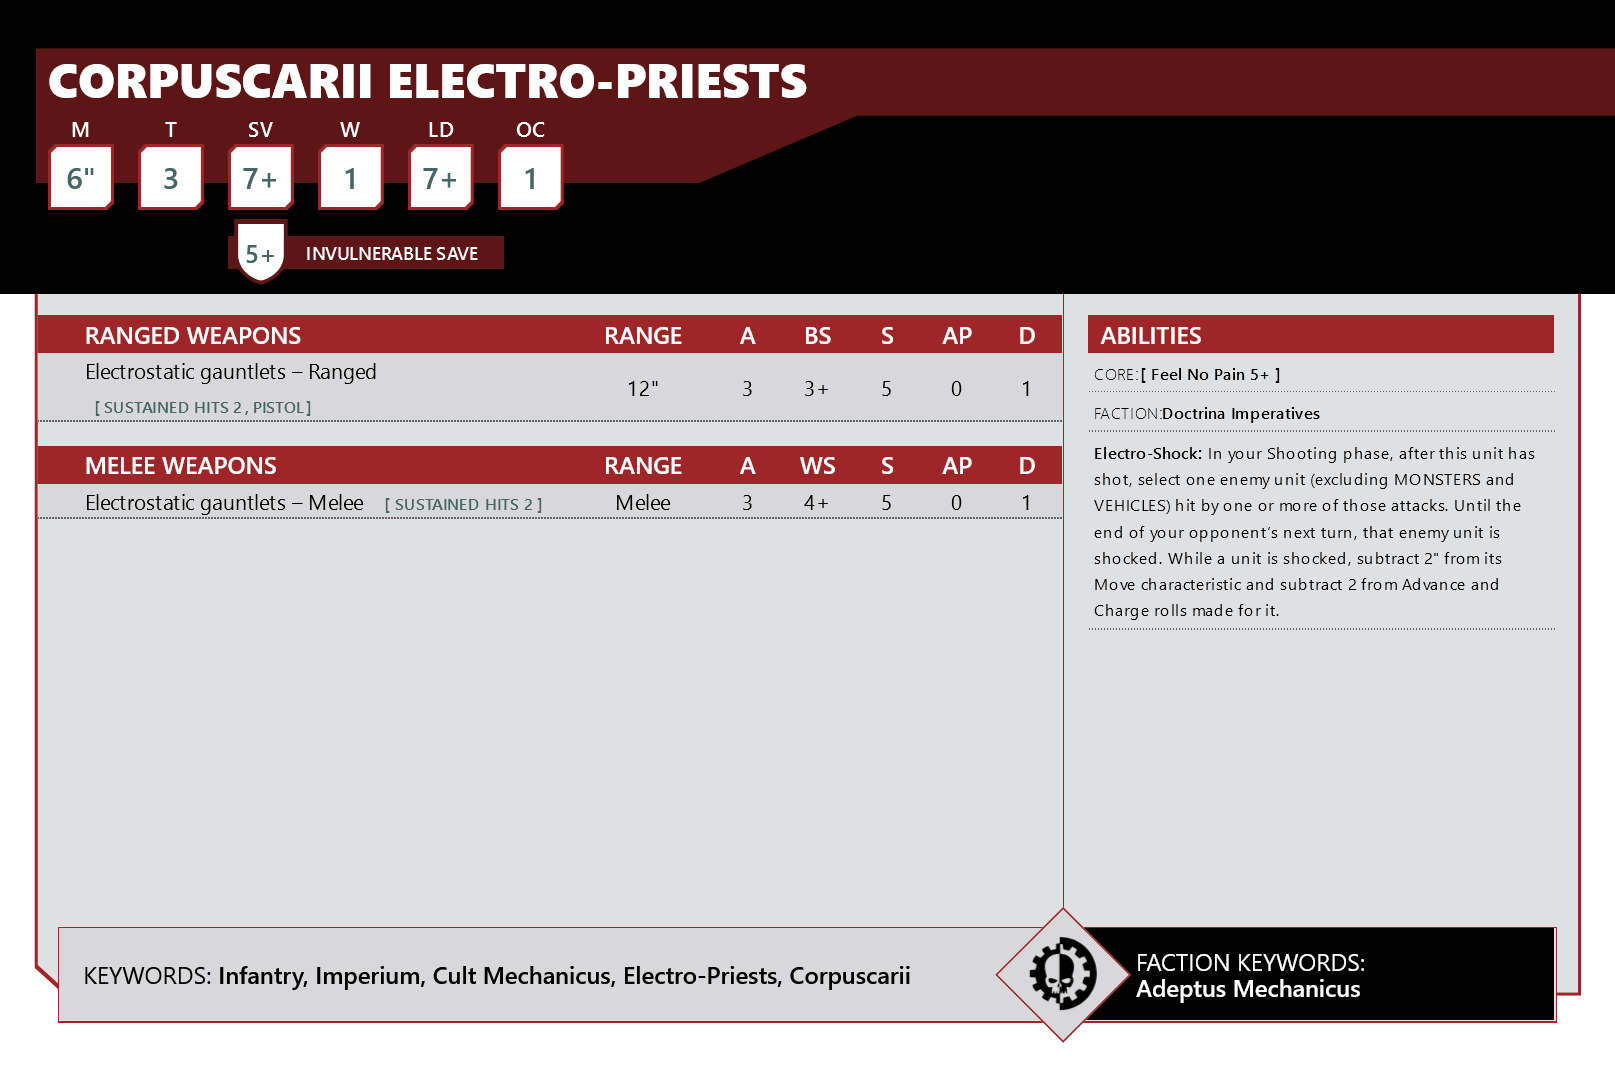 CORPUSCARII ELECTRO-PRIESTS
M T SV W LD OC
6" 3 7+ 1 7+ 1
5+ INVULNERABLE SAVE
RANGED WEAPONS RANGE A BS S AP D
Electrostatic gauntlets – Ranged
[ SUSTAINED HITS 2 , PISTOL ]
12" 3 3+ 5 0 1
MELEE WEAPONS RANGE A WS S AP D
Electrostatic gauntlets – Melee [ SUSTAINED HITS 2 ] Melee 3 4+ 5 0 1
ABILITIES
CORE:[ Feel No Pain 5+ ]
FACTION:Doctrina Imperatives
Electro-Shock: In your Shooting phase, after this unit has
shot, select one enemy unit (excluding MONSTERS and
VEHICLES) hit by one or more of those attacks. Until the
end of your opponent’s next turn, that enemy unit is
shocked. While a unit is shocked, subtract 2" from its
Move characteristic and subtract 2 from Advance and
Charge rolls made for it.
KEYWORDS: Infantry, Imperium, Cult Mechanicus, Electro-Priests, Corpuscarii
FACTION KEYWORDS:
Adeptus Mechanicus